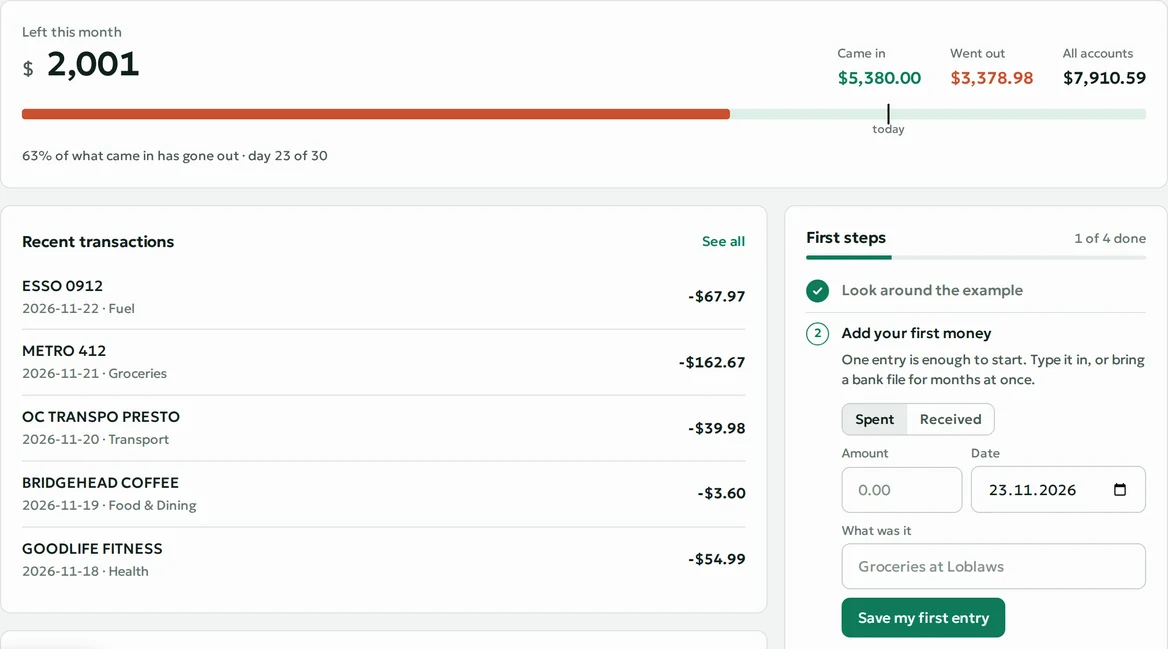 Left this month
$ 2,001
Came in
$5,380.00
Went out
$3,378.98
All accounts
$7,910.59
today
63% of what came in has gone out · day 23 of 30
Recent transactions
See all
ESSO 0912
2026-11-22 · Fuel
-$67.97
METRO 412
2026-11-21 · Groceries
-$162.67
OC TRANSPO PRESTO
2026-11-20 · Transport
-$39.98
BRIDGEHEAD COFFEE
2026-11-19 · Food & Dining
-$3.60
GOODLIFE FITNESS
2026-11-18 · Health
-$54.99
First steps
1 of 4 done
Look around the example
2
Add your first money
One entry is enough to start. Type it in, or bring
a bank file for months at once.
Spent
Received
Amount
Date
0.00
23.11.2026
What was it
Groceries at Loblaws
Save my first entry